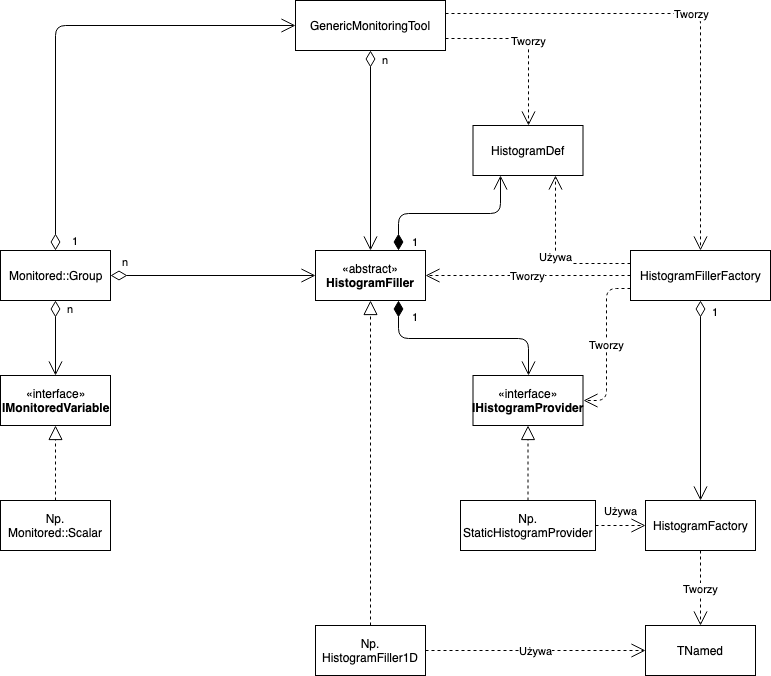 GenericMonitoringTool
Tworzy
Tworzy
n
HistogramDef
1
1
Monitored::Group
n
«abstract»
HistogramFiller
Używa
Tworzy
HistogramFillerFactory
n
1
1
Tworzy
«interface»
IMonitoredVariable
«interface»
IHistogramProvider
Np.
Monitored::Scalar
Np.
StaticHistogramProvider
Używa
HistogramFactory
Tworzy
Np.
HistogramFiller1D
Używa
TNamed